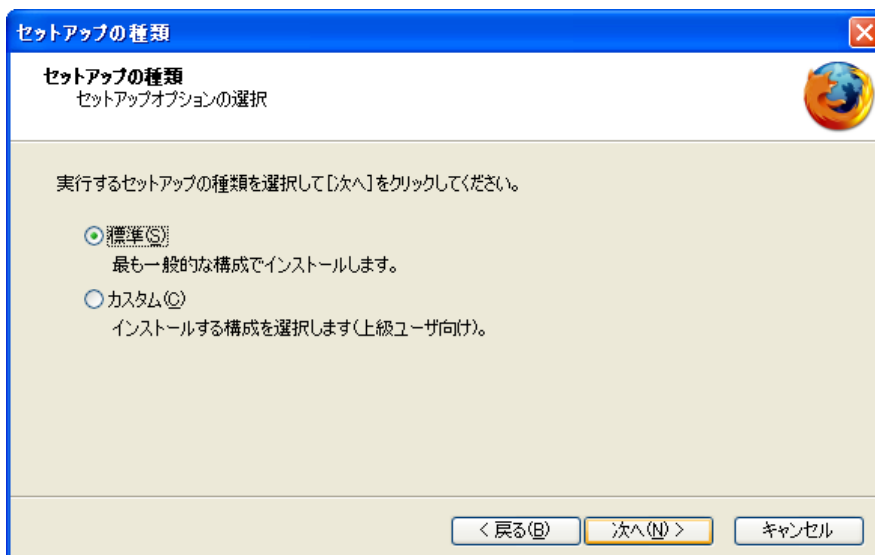 セットアップの種類
セットアップの種類
セットアップオプションの選択
実行するセットアップの種類を選択して[次へ]をクリックしてください。
標準(S)
最も一般的な構成でインストールします。
カスタム(C)
インストールする構成を選択します(上級ユーザ向け)。
< 戻る(B) 次へ(N) > キャンセル